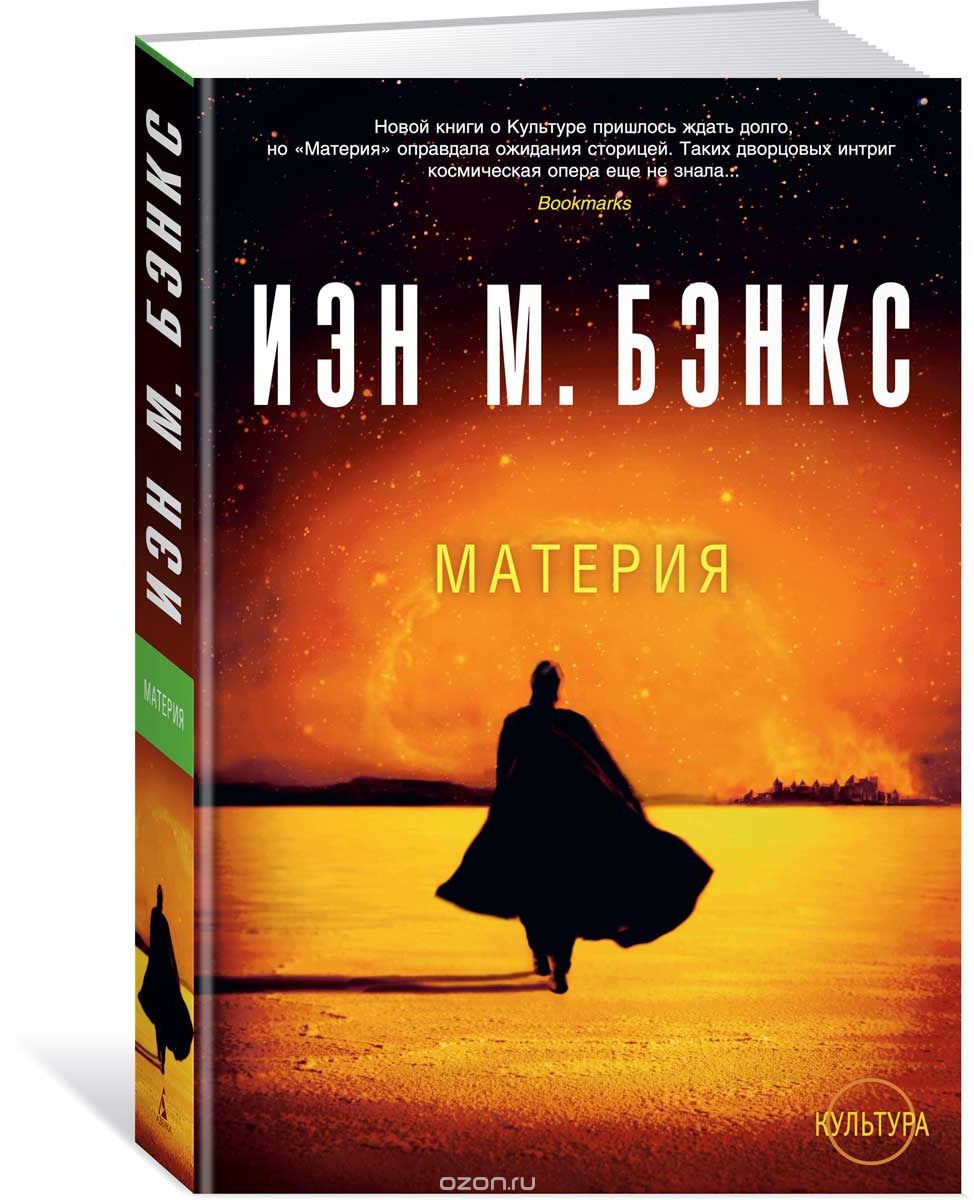 Новой книги о Культуре пришлось ждать долго,
но «Материя» оправдала ожидания сторицей. Таких дворцовых интриг
космическая опера еще не знала...
Bookmarks
ИЭН М. БЭНКС
МАТЕРИЯ
КУЛЬТУРА
ИЭН М. БЭНКС
МАТЕРИЯ
АЗБУКА
ozon.ru